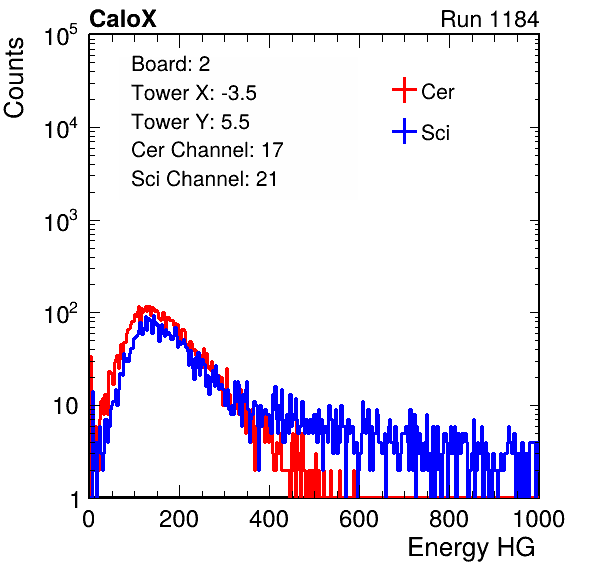 CaloX Run 1184
Counts
10^5
10^4
10^3
10^2
10
1
Board: 2
Tower X: -3.5
Tower Y: 5.5
Cer Channel: 17
Sci Channel: 21
Cer
Sci
0 200 400 600 800 1000
Energy HG